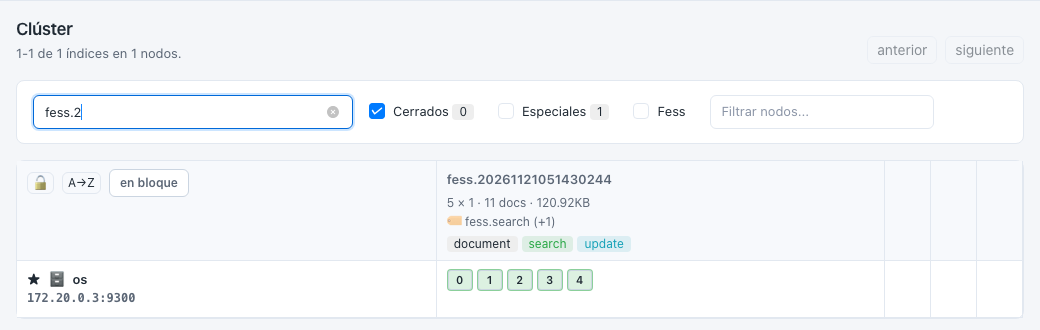 Clúster
1-1 de 1 índices en 1 nodos.
anterior siguiente
fess.2 Cerrados 0 Especiales 1 Fess Filtrar nodos...
A→Z en bloque
fess.20261121051430244
5 × 1 · 11 docs · 120.92KB
fess.search (+1)
document search update
★ os
172.20.0.3:9300
0 1 2 3 4